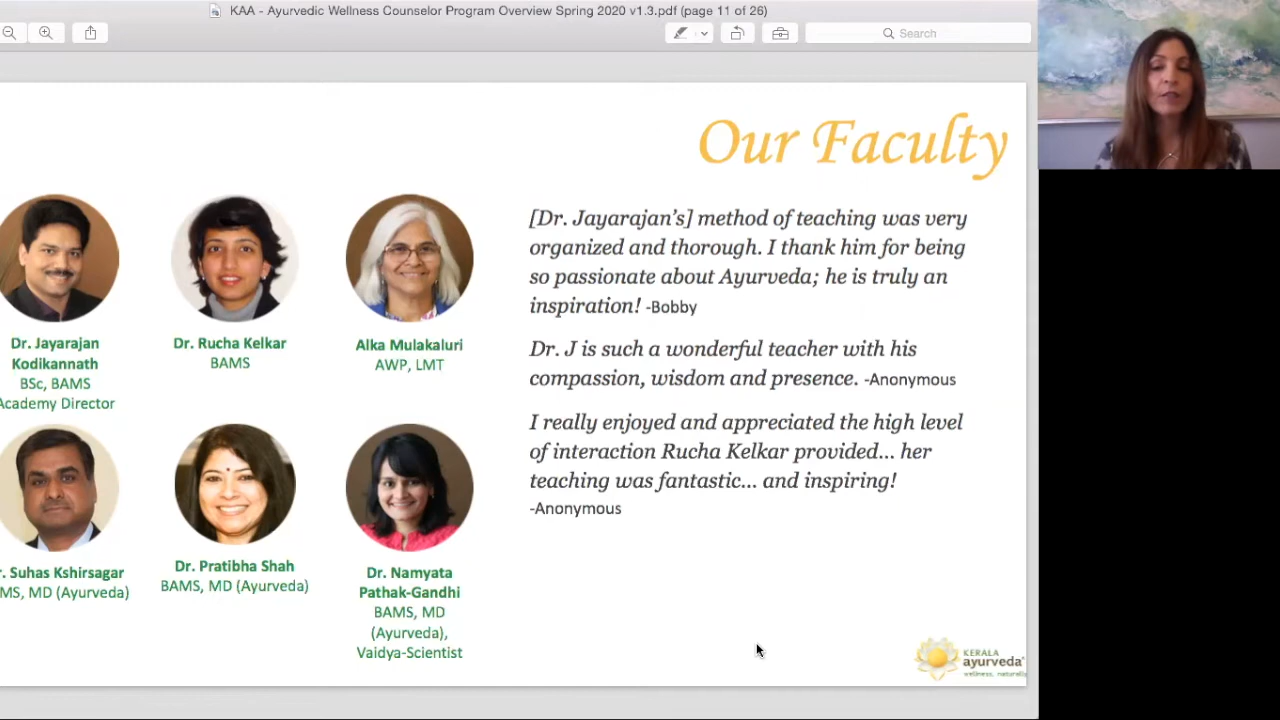 KAA - Ayurvedic Wellness Counselor Program Overview Spring 2020 v1.3.pdf (page 11 of 26)
Search
Our Faculty
Dr. Jayarajan
Kodikannath
BSc, BAMS
Academy Director
Dr. Rucha Kelkar
BAMS
Alka Mulakaluri
AWP, LMT
r. Suhas Kshirsagar
MS, MD (Ayurveda)
Dr. Pratibha Shah
BAMS, MD (Ayurveda)
Dr. Namyata
Pathak-Gandhi
BAMS, MD
(Ayurveda),
Vaidya-Scientist
[Dr. Jayarajan's] method of teaching was very
organized and thorough. I thank him for being
so passionate about Ayurveda; he is truly an
inspiration! -Bobby
Dr. J is such a wonderful teacher with his
compassion, wisdom and presence. -Anonymous
I really enjoyed and appreciated the high level
of interaction Rucha Kelkar provided... her
teaching was fantastic... and inspiring!
-Anonymous
KERALA
ayurveda
wellness, naturally